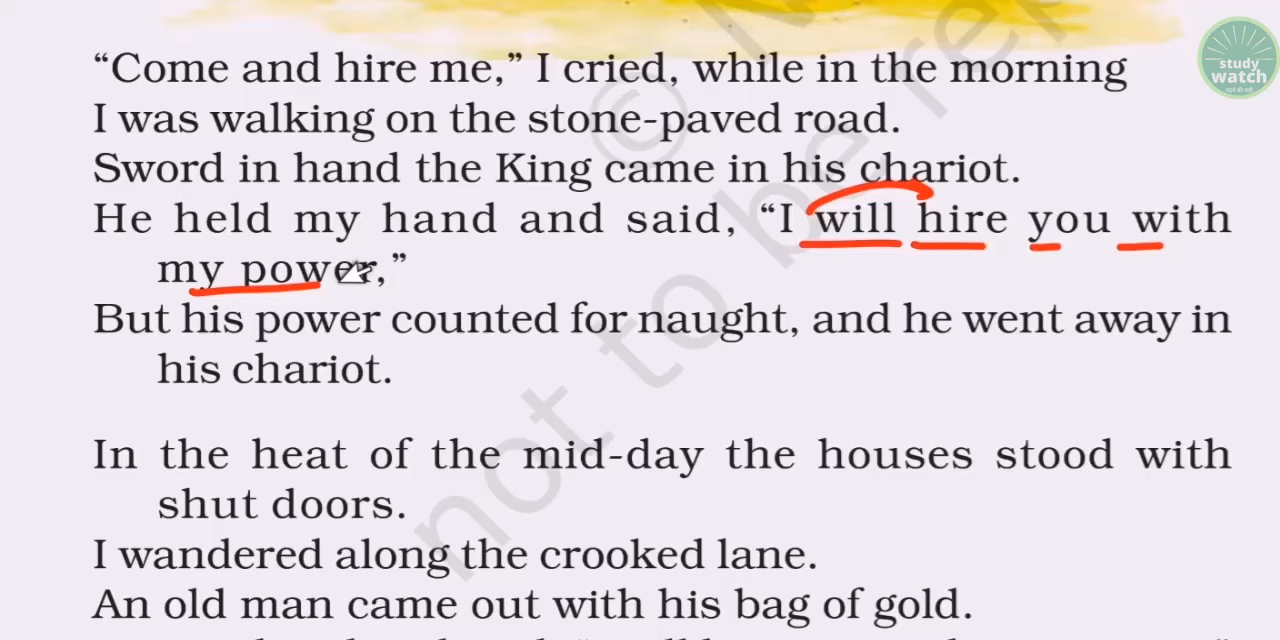 “Come and hire me,” I cried, while in the morning
I was walking on the stone-paved road.
Sword in hand the King came in his chariot.
He held my hand and said, “I will hire you with
my power,”
But his power counted for naught, and he went away in
his chariot.
In the heat of the mid-day the houses stood with
shut doors.
I wandered along the crooked lane.
An old man came out with his bag of gold.
study
watch
© N
not to be rep